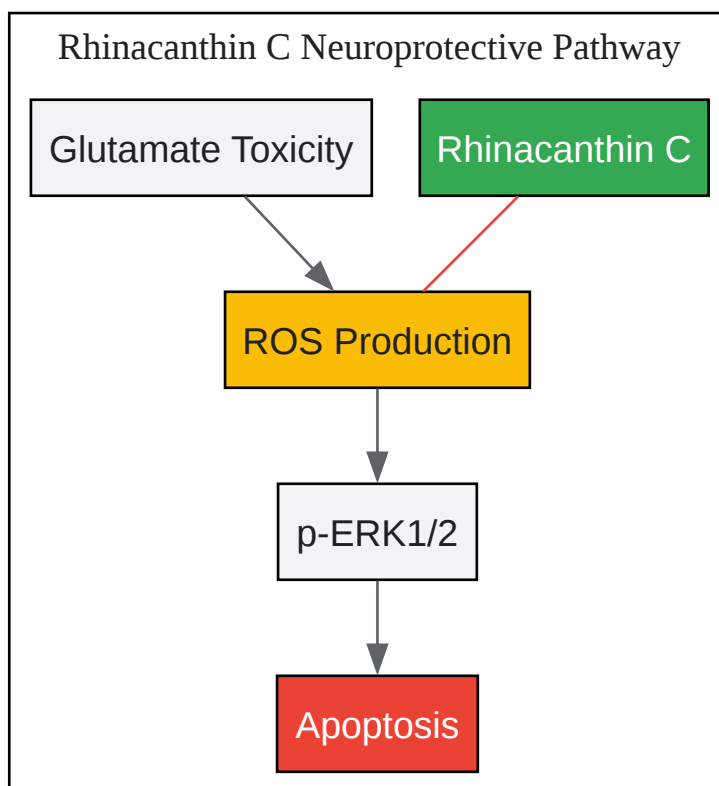 Rhinacanthin C Neuroprotective Pathway
Glutamate Toxicity
Rhinacanthin C
ROS Production
p-ERK1/2
Apoptosis